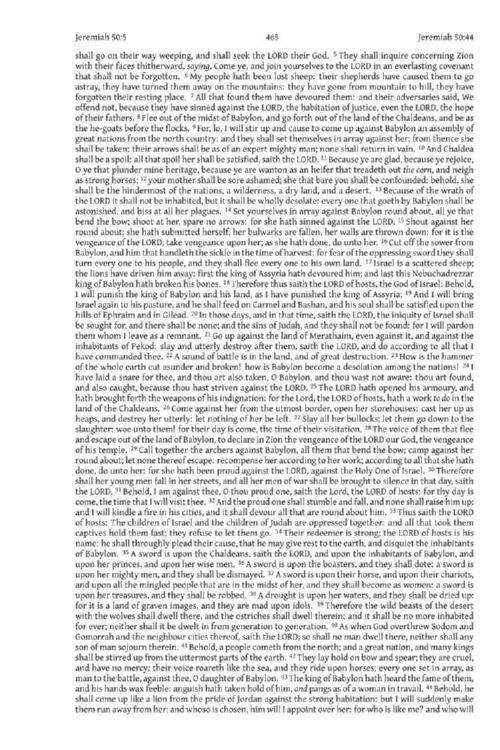 Jeremiah 50:5 465 Jeremiah 50:44
shall go on their way weeping, and shall seek the LORD their God. 5 They shall inquire concerning Zion
with their faces thitherward, saying, Come ye, and join yourselves to the LORD in an everlasting covenant
that shall not be forgotten. 6 My people hath been lost sheep: their shepherds have caused them to go
astray, they have turned them away on the mountains: they have gone from mountain to hill, they have
forgotten their resting place. 7 All that found them have devoured them: and their adversaries said, We
offend not, because they have sinned against the LORD, the habitation of justice, even the LORD, the hope
of their fathers. 8 Flee out of the midst of Babylon, and go forth out of the land of the Chaldeans, and be as
the he-goats before the flocks. 9 For, lo, I will stir up and cause to come up against Babylon an assembly of
great nations from the north country: and they shall set themselves in array against her; from thence she
shall be taken: their arrows shall be as of an expert mighty man; none shall return in vain. 10 And Chaldea
shall be a spoil: all that spoil her shall be satisfied, saith the LORD. 11 Because ye are glad, because ye rejoice,
O ye that plunder mine heritage, because ye are wanton as an heifer that treadeth out the corn, and neigh
as strong horses; 12 your mother shall be sore ashamed; she that bare you shall be confounded: behold, she
shall be the hindermost of the nations, a wilderness, a dry land, and a desert. 13 Because of the wrath of
the LORD it shall not be inhabited, but it shall be wholly desolate: every one that goeth by Babylon shall be
astonished, and hiss at all her plagues. 14 Set yourselves in array against Babylon round about, all ye that
bend the bow; shoot at her, spare no arrows: for she hath sinned against the LORD. 15 Shout against her
round about; she hath submitted herself; her bulwarks are fallen, her walls are thrown down: for it is the
vengeance of the LORD; take vengeance upon her; as she hath done, do unto her. 16 Cut off the sower from
Babylon, and him that handleth the sickle in the time of harvest: for fear of the oppressing sword they shall
turn every one to his people, and they shall flee every one to his own land. 17 Israel is a scattered sheep;
the lions have driven him away: first the king of Assyria hath devoured him; and last this Nebuchadrezzar
king of Babylon hath broken his bones. 18 Therefore thus saith the LORD of hosts, the God of Israel: Behold,
I will punish the king of Babylon and his land, as I have punished the king of Assyria; 19 And I will bring
Israel again to his pasture, and he shall feed on Carmel and Bashan, and his soul shall be satisfied upon the
hills of Ephraim and in Gilead. 20 In those days, and in that time, saith the LORD, the iniquity of Israel shall
be sought for, and there shall be none; and the sins of Judah, and they shall not be found: for I will pardon
them whom I leave as a remnant. 21 Go up against the land of Merathaim, even against it, and against the
inhabitants of Pekod: slay and utterly destroy after them, saith the LORD, and do according to all that I
have commanded thee. 22 A sound of battle is in the land, and of great destruction. 23 How is the hammer
of the whole earth cut asunder and broken! how is Babylon become a desolation among the nations! 24 I
have laid a snare for thee, and thou art also taken, O Babylon, and thou wast not aware: thou art found,
and also caught, because thou hast striven against the LORD. 25 The LORD hath opened his armoury, and
hath brought forth the weapons of his indignation: for the Lord, the LORD of hosts, hath a work to do in the
land of the Chaldeans. 26 Come against her from the utmost border, open her storehouses: cast her up as
heaps, and destroy her utterly: let nothing of her be left. 27 Slay all her bullocks; let them go down to the
slaughter: woe unto them! for their day is come, the time of their visitation. 28 The voice of them that flee
and escape out of the land of Babylon, to declare in Zion the vengeance of the LORD our God, the vengeance
of his temple. 29 Call together the archers against Babylon, all them that bend the bow; camp against her
round about; let none thereof escape: recompense her according to her work; according to all that she hath
done, do unto her: for she hath been proud against the LORD, against the Holy One of Israel. 30 Therefore
shall her young men fall in her streets, and all her men of war shall be brought to silence in that day, saith
the LORD. 31 Behold, I am against thee, O thou proud one, saith the Lord, the LORD of hosts: for thy day is
come, the time that I will visit thee. 32 And the proud one shall stumble and fall, and none shall raise him up:
and I will kindle a fire in his cities, and it shall devour all that are round about him. 33 Thus saith the LORD
of hosts: The children of Israel and the children of Judah are oppressed together: and all that took them
captives hold them fast; they refuse to let them go. 34 Their redeemer is strong; the LORD of hosts is his
name: he shall throughly plead their cause, that he may give rest to the earth, and disquiet the inhabitants
of Babylon. 35 A sword is upon the Chaldeans, saith the LORD, and upon the inhabitants of Babylon, and
upon her princes, and upon her wise men. 36 A sword is upon the boasters, and they shall dote: a sword is
upon her mighty men, and they shall be dismayed. 37 A sword is upon their horses, and upon their chariots,
and upon all the mingled people that are in the midst of her, and they shall become as women: a sword is
upon her treasures, and they shall be robbed. 38 A drought is upon her waters, and they shall be dried up:
for it is a land of graven images, and they are mad upon idols. 39 Therefore the wild beasts of the desert
with the wolves shall dwell there, and the ostriches shall dwell therein: and it shall be no more inhabited
for ever; neither shall it be dwelt in from generation to generation. 40 As when God overthrew Sodom and
Gomorrah and the neighbour cities thereof, saith the LORD; so shall no man dwell there, neither shall any
son of man sojourn therein. 41 Behold, a people cometh from the north; and a great nation, and many kings
shall be stirred up from the uttermost parts of the earth. 42 They lay hold on bow and spear; they are cruel,
and have no mercy; their voice roareth like the sea, and they ride upon horses; every one set in array, as
man to the battle, against thee, O daughter of Babylon. 43 The king of Babylon hath heard the fame of them,
and his hands wax feeble: anguish hath taken hold of him, and pangs as of a woman in travail. 44 Behold, he
shall come up like a lion from the pride of Jordan against the strong habitation: but I will suddenly make
them run away from her; and whoso is chosen, him will I appoint over her: for who is like me? and who will